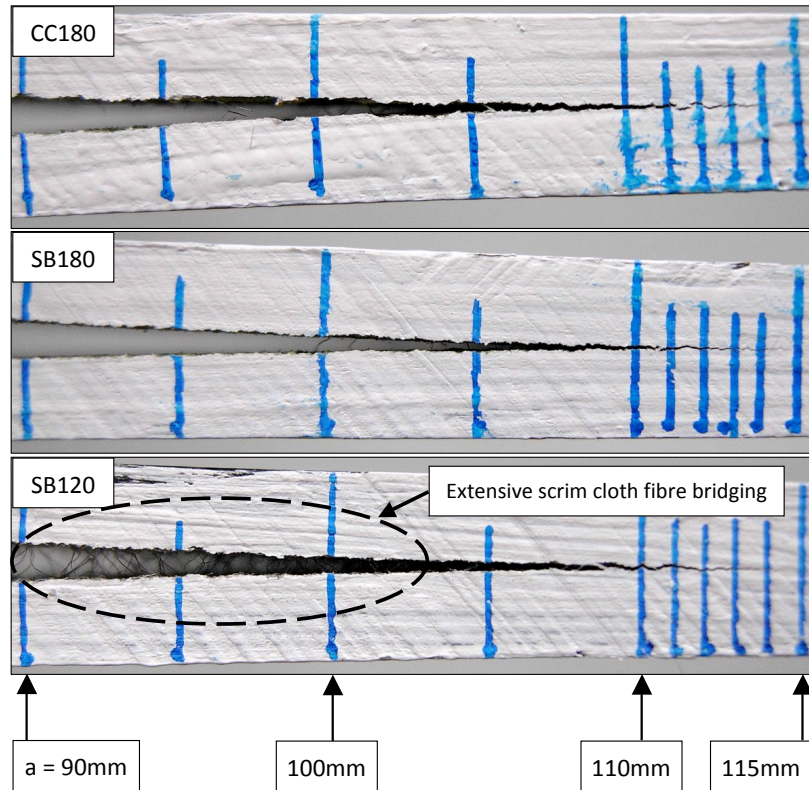 CC180
SB180
SB120
Extensive scrim cloth fibre bridging
a = 90mm
100mm
110mm
115mm